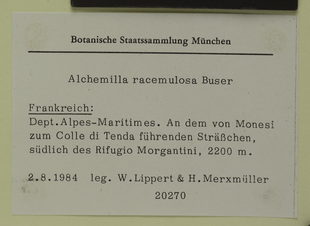 Botanische Staatssammlung München
Alchemilla racemulosa Buser
Frankreich:
Dept.Alpes-Maritimes. An dem von Monesi
zum Colle di Tenda führenden Sträßchen,
südlich des Rifugio Morgantini, 2200 m.
2.8.1984 leg. W.Lippert & H.Merxmüller
20270